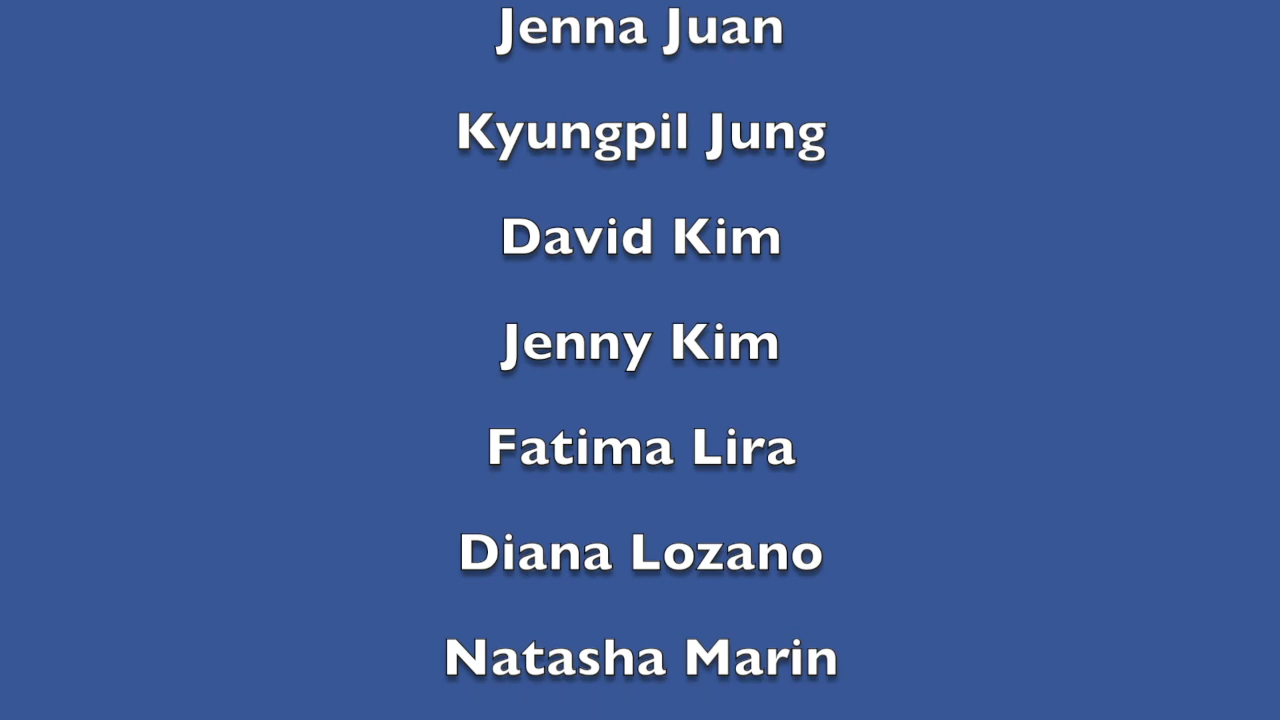 Jenna Juan
Kyungpil Jung
David Kim
Jenny Kim
Fatima Lira
Diana Lozano
Natasha Marin